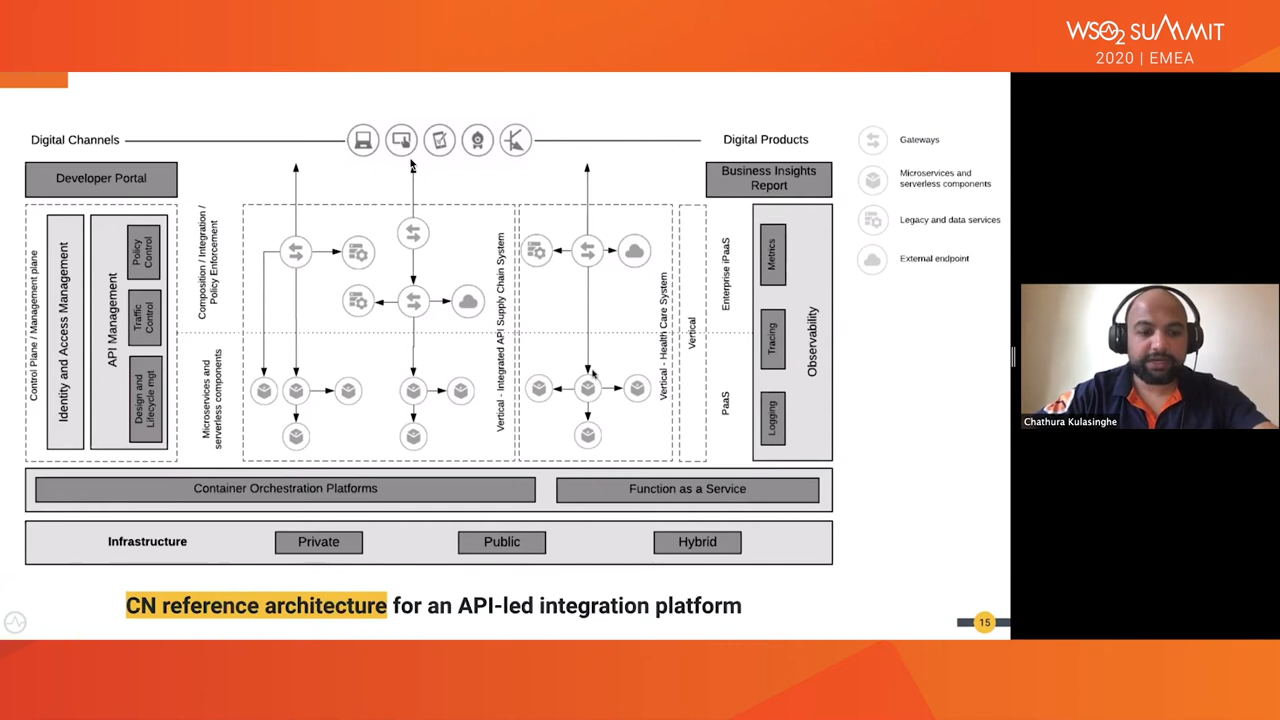 WSO2 SUMMIT
2020 | EMEA
Digital Channels
Digital Products
Developer Portal
Business Insights
Report
Gateways
Microservices and
serverless components
Legacy and data services
External endpoint
Control Plane / Management plane
Identity and Access Management
API Management
Policy
Control
Traffic
Control
Design and
Lifecycle mgt
Composition / Integration /
Policy Enforcement
Microservices and
serverless components
Vertical - Integrated API Supply Chain System
Vertical - Health Care System
Vertical
Enterprise iPaaS
PaaS
Metrics
Tracing
Logging
Observability
Container Orchestration Platforms
Function as a Service
Infrastructure
Private
Public
Hybrid
CN reference architecture for an API-led integration platform
15
Chathura Kulasinghe